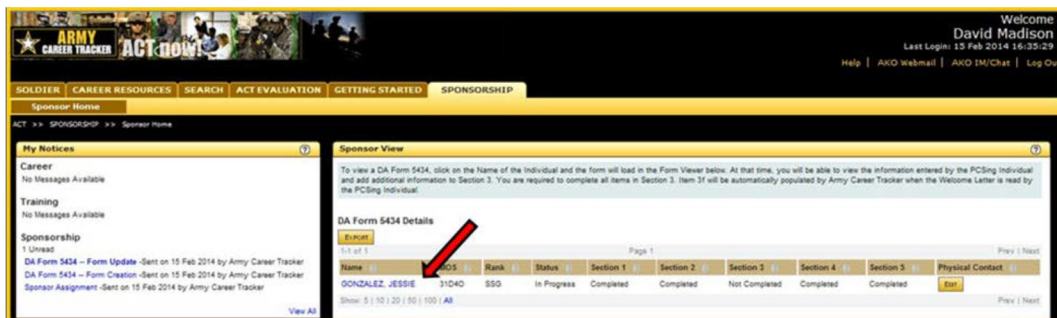 ARMY
CAREER TRACKER
ACT now!
Welcome
David Madison
Last Login: 15 Feb 2014 16:35:29
Help | AKO Webmail | AKO IM/Chat | Log Ou
SOLDIER CAREER RESOURCES SEARCH ACT EVALUATION GETTING STARTED SPONSORSHIP
Sponsor Home
ACT >> SPONSORSHIP >> Sponsor Home
My Notices ?
Career
No Messages Available
Training
No Messages Available
Sponsorship
1 Unread
DA Form 5434 -- Form Update -Sent on 15 Feb 2014 by Army Career Tracker
DA Form 5434 -- Form Creation -Sent on 15 Feb 2014 by Army Career Tracker
Sponsor Assignment -Sent on 15 Feb 2014 by Army Career Tracker
View All
Sponsor View ?
To view a DA Form 5434, click on the Name of the Individual and the form will load in the Form Viewer below. At that time, you will be able to view the information entered by the PCSing Individual
and add additional information to Section 3. You are required to complete all items in Section 3. Item 3f will be automatically populated by Army Career Tracker when the Welcome Letter is read by
the PCSing Individual.
DA Form 5434 Details
EXPORT
1-1 of 1 Page 1 Prev | Next
Name MOS Rank Status Section 1 Section 2 Section 3 Section 4 Section 5 Physical Contact
GONZALEZ, JESSIE 31D4O SSG In Progress Completed Completed Not Completed Completed Completed EDIT
Show: 5 | 10 | 20 | 50 | 100 | All Prev | Next